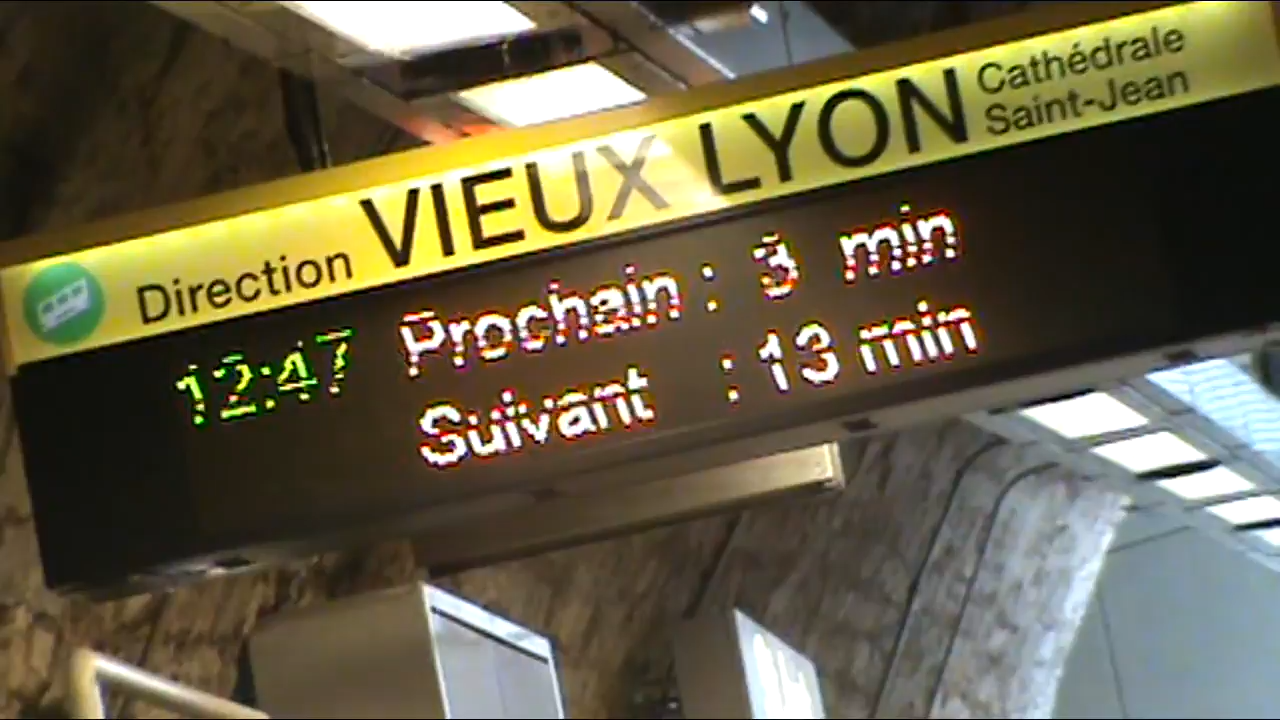 Direction VIEUX LYON Cathédrale
Saint-Jean
12:47 Prochain : 3 min
Suivant : 13 min